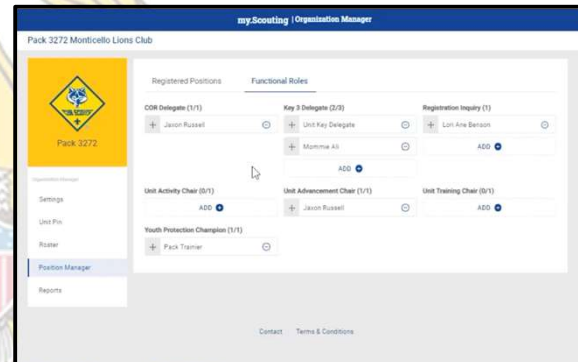 my.Scouting | Organization Manager
Pack 3272 Monticello Lions Club
Pack 3272
Organization Manager
Settings
Unit Pin
Roster
Position Manager
Reports
Registered Positions Functional Roles
COR Delegate (1/1) Key 3 Delegate (2/3) Registration Inquiry (1)
Jaxon Russell Unit Key Delegate Lori Ane Benson
Mommie Ali ADD
ADD
Unit Activity Chair (0/1) Unit Advancement Chair (1/1) Unit Training Chair (0/1)
ADD Jaxon Russell ADD
Youth Protection Champion (1/1)
Pack Trainer
Contact Terms & Conditions